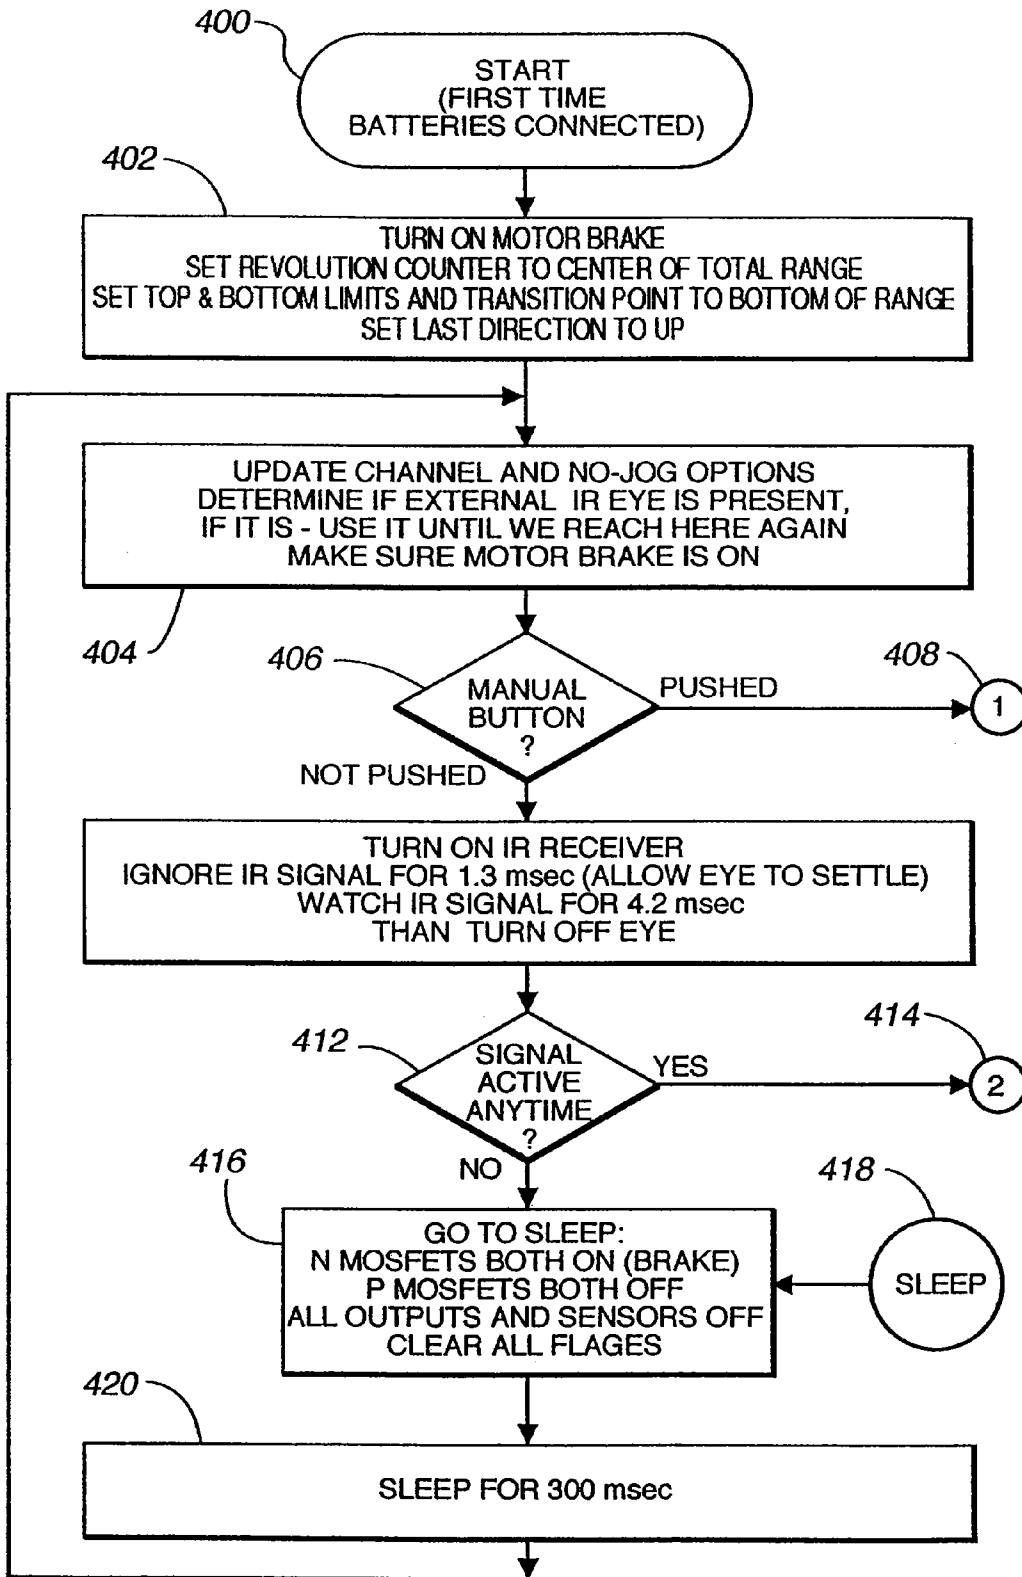 400
START
(FIRST TIME
BATTERIES CONNECTED)
402
TURN ON MOTOR BRAKE
SET REVOLUTION COUNTER TO CENTER OF TOTAL RANGE
SET TOP & BOTTOM LIMITS AND TRANSITION POINT TO BOTTOM OF RANGE
SET LAST DIRECTION TO UP
UPDATE CHANNEL AND NO-JOG OPTIONS
DETERMINE IF EXTERNAL IR EYE IS PRESENT,
IF IT IS - USE IT UNTIL WE REACH HERE AGAIN
MAKE SURE MOTOR BRAKE IS ON
404
406
MANUAL
BUTTON
?
PUSHED
408
1
NOT PUSHED
TURN ON IR RECEIVER
IGNORE IR SIGNAL FOR 1.3 msec (ALLOW EYE TO SETTLE)
WATCH IR SIGNAL FOR 4.2 msec
THAN TURN OFF EYE
412
SIGNAL
ACTIVE
ANYTIME
?
YES
414
2
NO
416
GO TO SLEEP:
N MOSFETS BOTH ON (BRAKE)
P MOSFETS BOTH OFF
ALL OUTPUTS AND SENSORS OFF
CLEAR ALL FLAGES
418
SLEEP
420
SLEEP FOR 300 msec